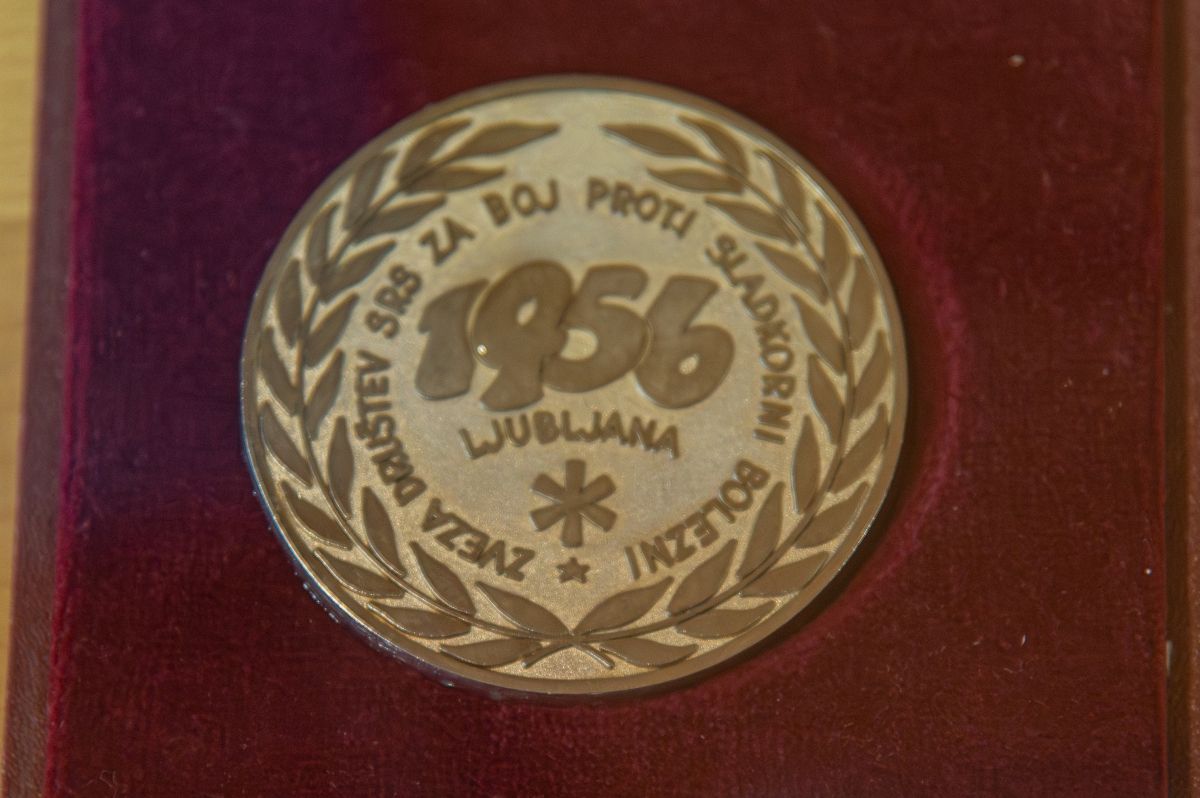 ZVEZA DRUŠTEV SRS ZA BOJ PROTI SLADKORNI BOLEZNI
1956
LJUBLJANA